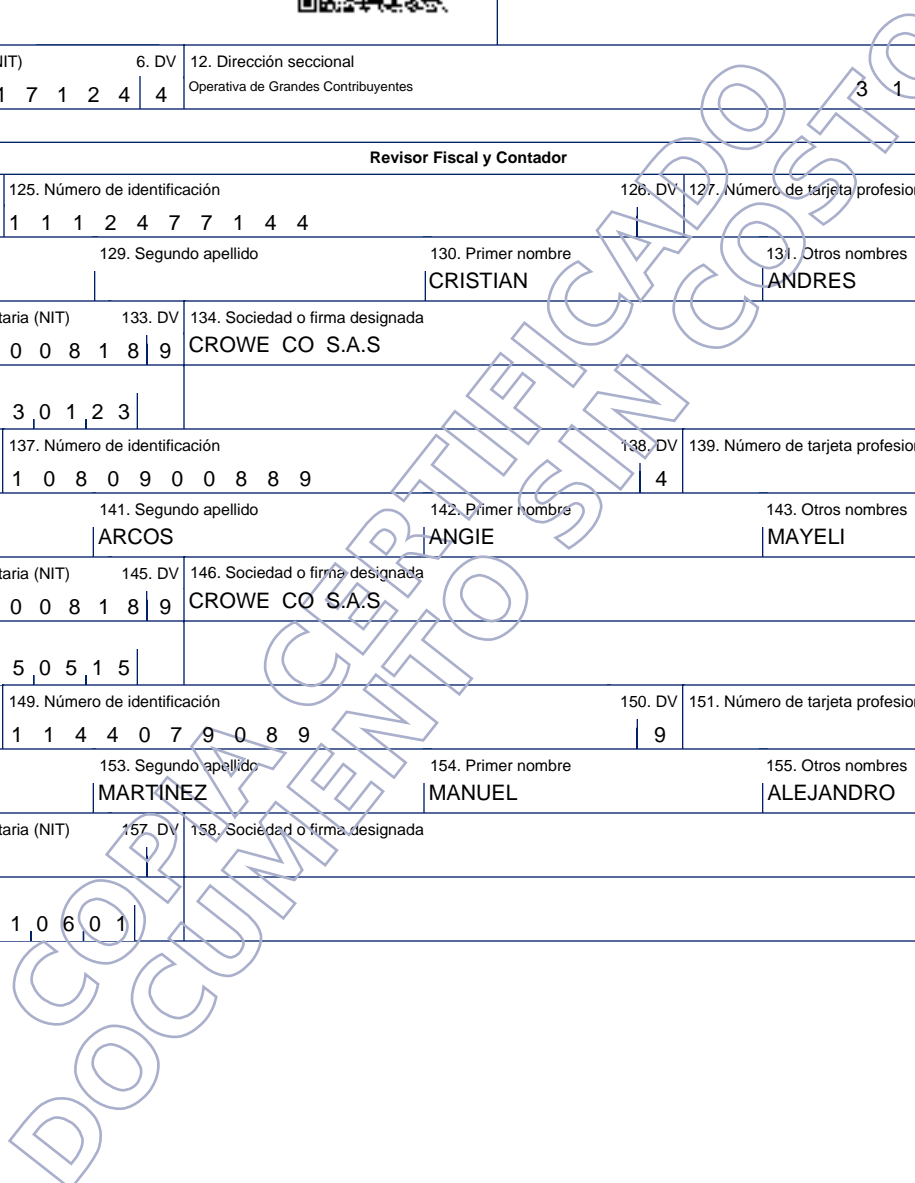 IT) 6. DV 12. Dirección seccional
1 7 1 2 4 4 Operativa de Grandes Contribuyentes 3 1
Revisor Fiscal y Contador
125. Número de identificación 126. DV 127. Número de tarjeta profesion
1 1 1 2 4 7 7 1 4 4
129. Segundo apellido 130. Primer nombre 131. Otros nombres
CRISTIAN ANDRES
taria (NIT) 133. DV 134. Sociedad o firma designada
0 0 8 1 8 9 CROWE CO S.A.S
3 0 1 2 3
137. Número de identificación 138. DV 139. Número de tarjeta profesion
1 0 8 0 9 0 0 8 8 9 4
141. Segundo apellido 142. Primer nombre 143. Otros nombres
ARCOS ANGIE MAYELI
taria (NIT) 145. DV 146. Sociedad o firma designada
0 0 8 1 8 9 CROWE CO S.A.S
5 0 5 1 5
149. Número de identificación 150. DV 151. Número de tarjeta profesion
1 1 4 4 0 7 9 0 8 9 9
153. Segundo apellido 154. Primer nombre 155. Otros nombres
MARTINEZ MANUEL ALEJANDRO
taria (NIT) 157. DV 158. Sociedad o firma designada
1 0 6 0 1
COPIA CERTIFICADO
DOCUMENTO SIN COSTO